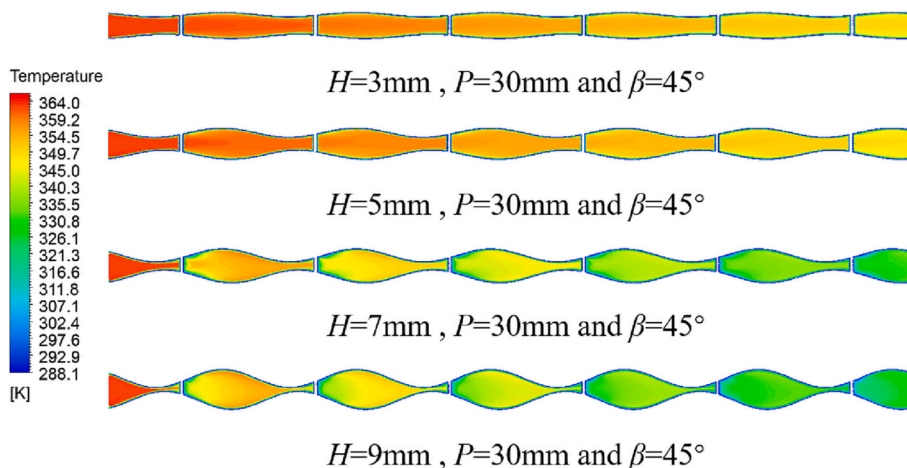 H=3mm , P=30mm and β=45°
Temperature
364.0
359.2
354.5
349.7
345.0
340.3
335.5
330.8
326.1
321.3
316.6
311.8
307.1
302.4
297.6
292.9
288.1
[K]
H=5mm , P=30mm and β=45°
H=7mm , P=30mm and β=45°
H=9mm , P=30mm and β=45°